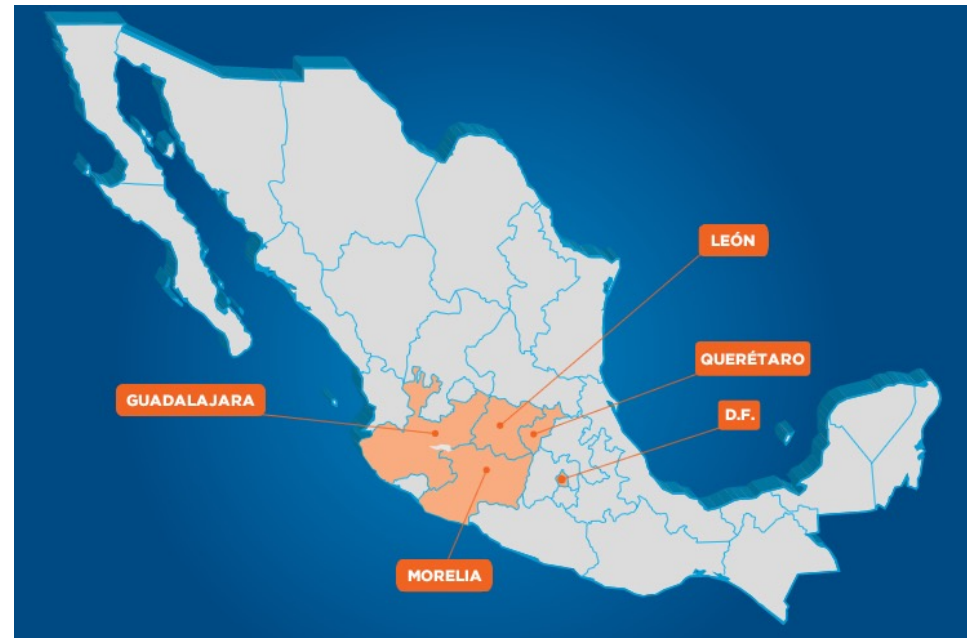 LEÓN
QUERÉTARO
GUADALAJARA
D.F.
MORELIA